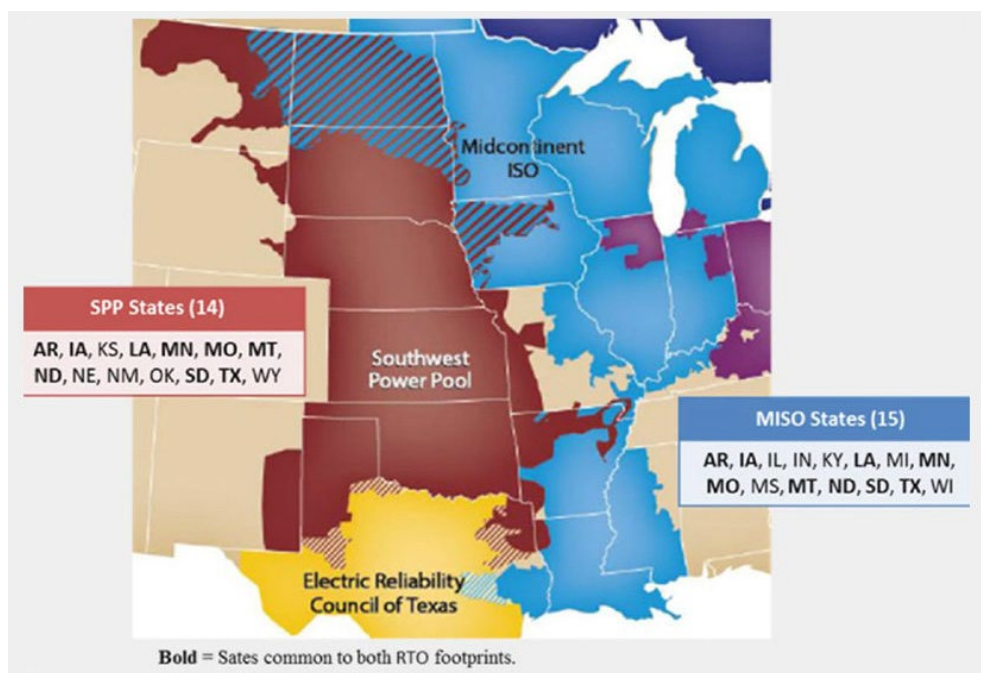 Midcontinent
ISO
SPP States (14)
AR, IA, KS, LA, MN, MO, MT,
ND, NE, NM, OK, SD, TX, WY
Southwest
Power Pool
MISO States (15)
AR, IA, IL, IN, KY, LA, MI, MN,
MO, MS, MT, ND, SD, TX, WI
Electric Reliability
Council of Texas
Bold = Sates common to both RTO footprints.